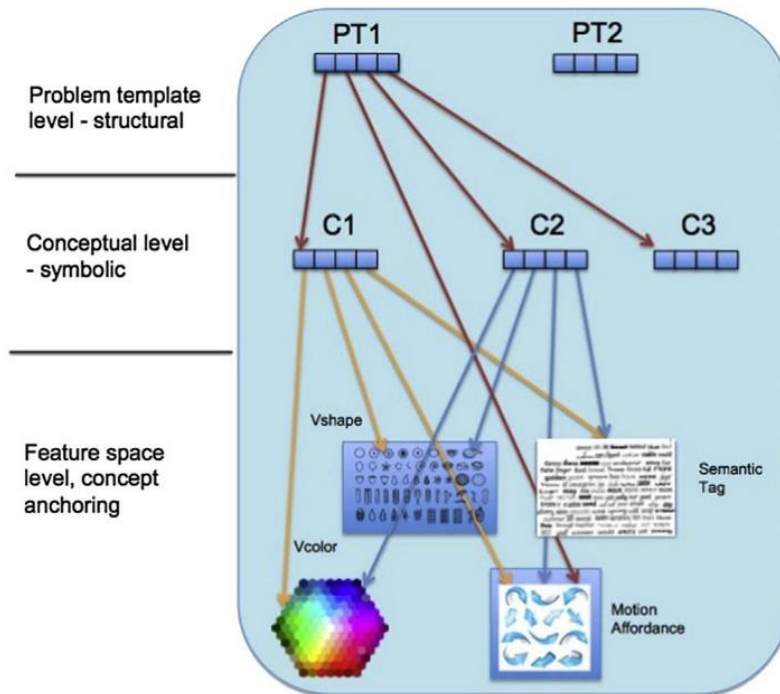 PT1
PT2
Problem template
level - structural
C1
C2
C3
Conceptual level
- symbolic
Vshape
Feature space
level, concept
anchoring
Semantic
Tag
Vcolor
Motion
Affordance